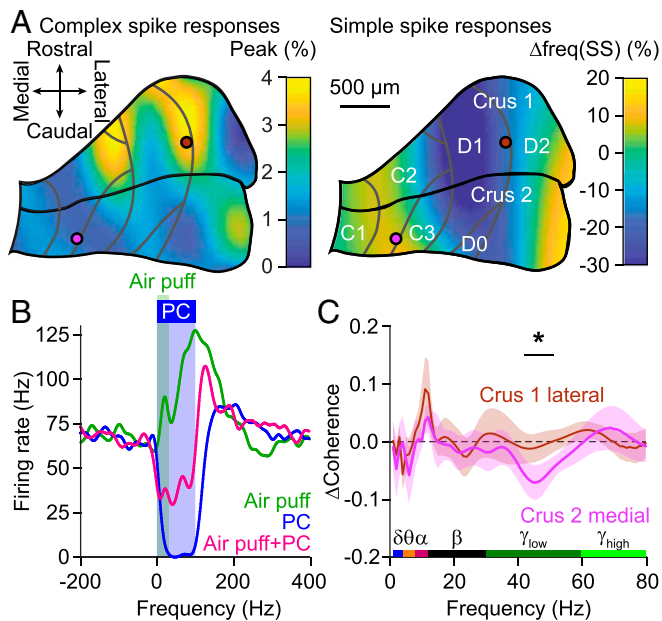 A Complex spike responses
Simple spike responses
Rostral
Medial
Lateral
Caudal
Peak (%)
4
3
2
1
0
500 µm
Δfreq(SS) (%)
20
10
0
-10
-20
-30
Crus 1
D1
D2
C2
Crus 2
C1
C3
D0
B
Air puff
PC
Firing rate (Hz)
125
100
75
50
25
0
-200
0
200
400
Frequency (Hz)
Air puff
PC
Air puff+PC
C
*
ΔCoherence
0.2
0.1
0.0
-0.1
-0.2
Crus 1 lateral
Crus 2 medial
δθα
β
γlow
γhigh
0
20
40
60
80
Frequency (Hz)